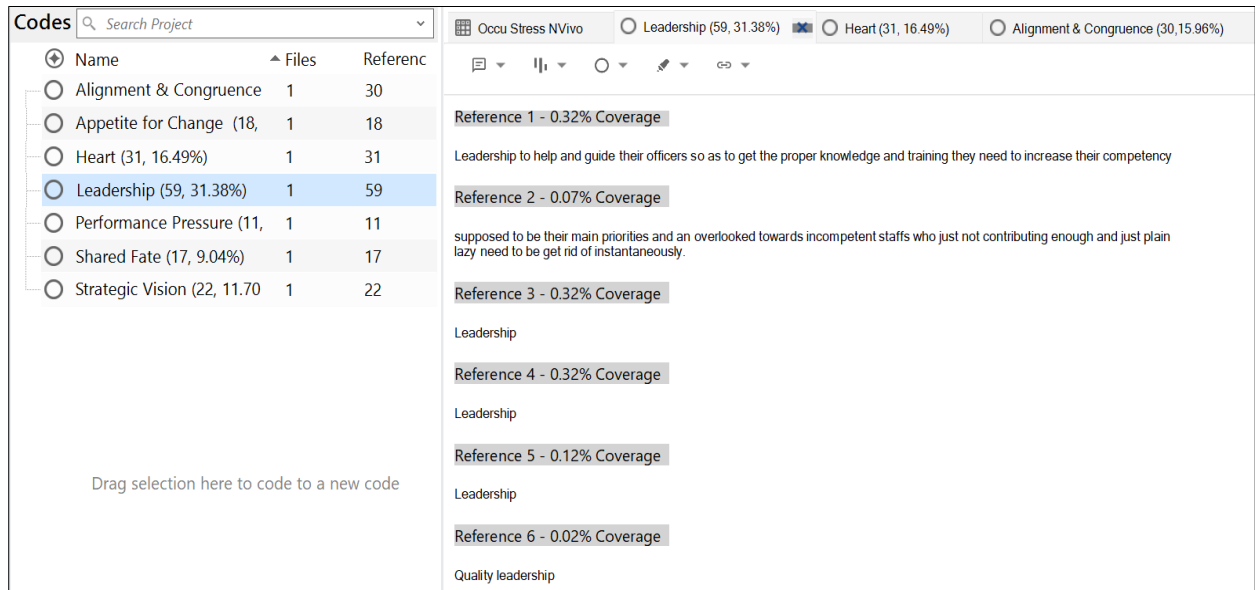 Codes Search Project
Name Files Referenc
Alignment & Congruence 1 30
Appetite for Change (18, 1 18
Heart (31, 16.49%) 1 31
Leadership (59, 31.38%) 1 59
Performance Pressure (11, 1 11
Shared Fate (17, 9.04%) 1 17
Strategic Vision (22, 11.70 1 22
Drag selection here to code to a new code
Occu Stress NVivo Leadership (59, 31.38%) Heart (31, 16.49%) Alignment & Congruence (30,15.96%)
Reference 1 - 0.32% Coverage
Leadership to help and guide their officers so as to get the proper knowledge and training they need to increase their competency
Reference 2 - 0.07% Coverage
supposed to be their main priorities and an overlooked towards incompetent staffs who just not contributing enough and just plain
lazy need to be get rid of instantaneously.
Reference 3 - 0.32% Coverage
Leadership
Reference 4 - 0.32% Coverage
Leadership
Reference 5 - 0.12% Coverage
Leadership
Reference 6 - 0.02% Coverage
Quality leadership